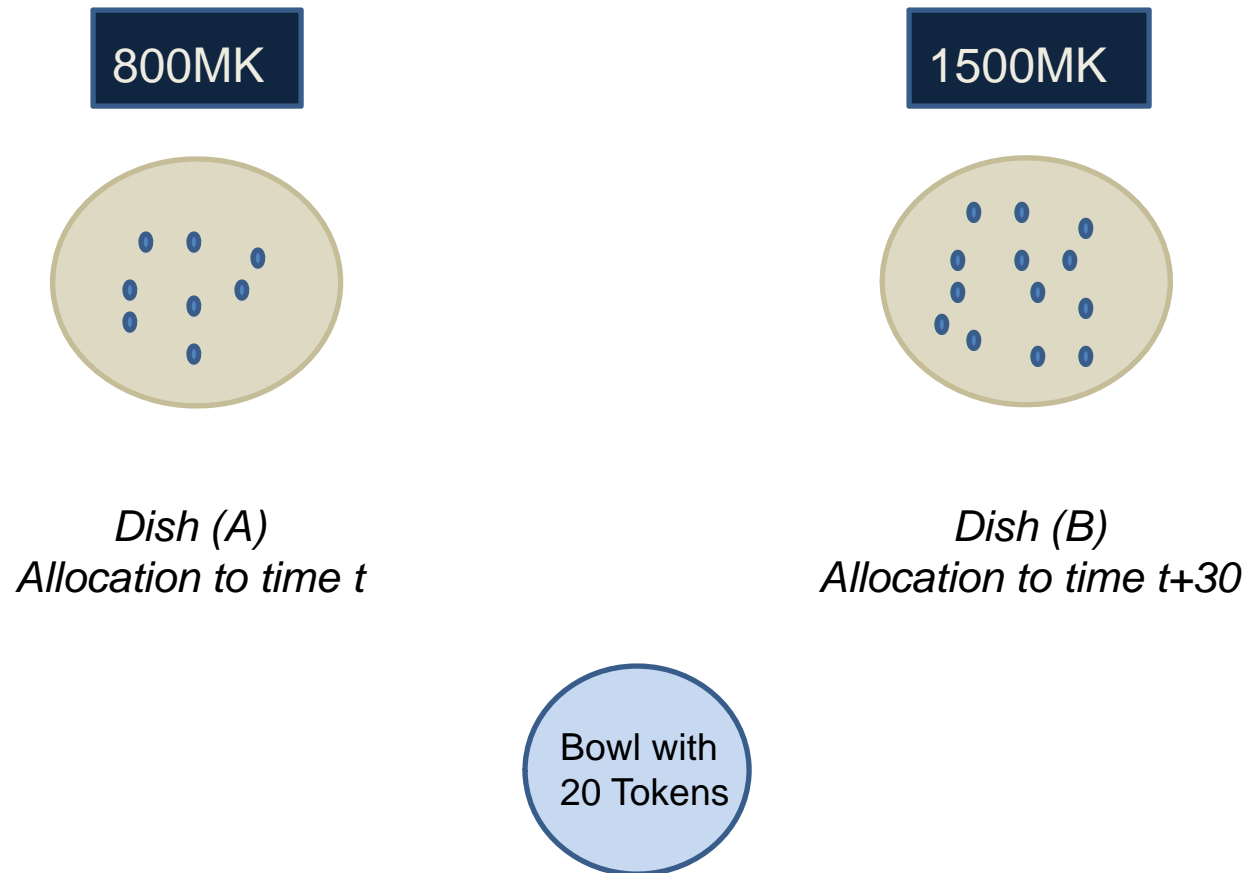 800MK
1500MK
Dish (A)
Allocation to time t
Dish (B)
Allocation to time t+30
Bowl with
20 Tokens